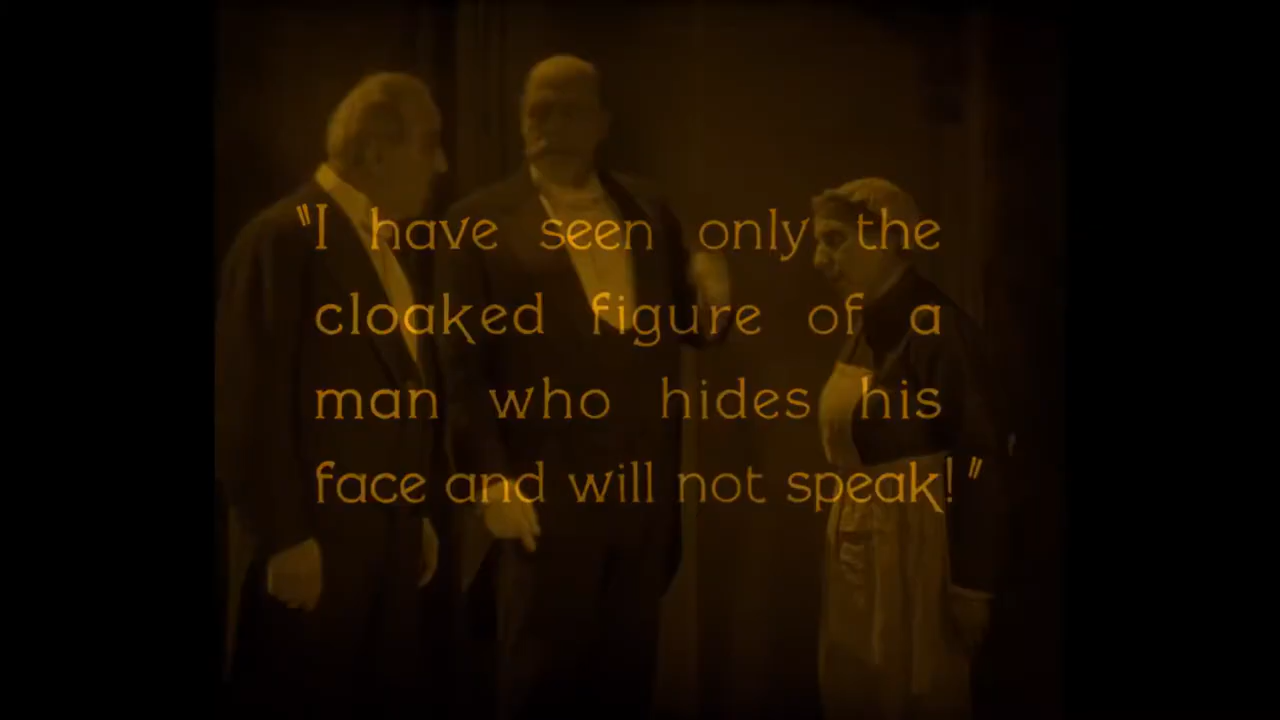 "I have seen only the
cloaked figure of a
man who hides his
face and will not speak!"